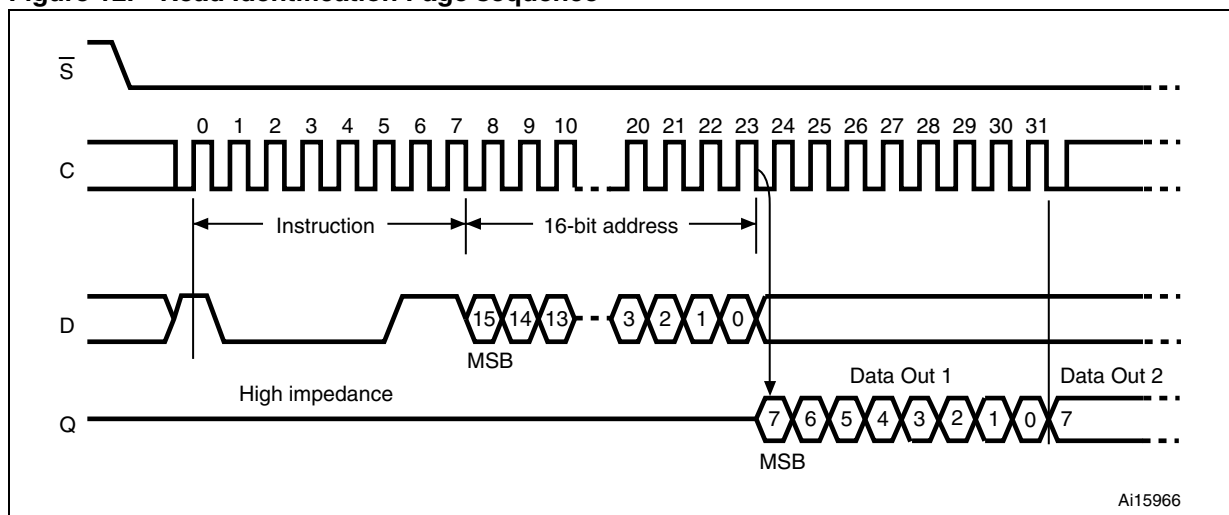 Figure 12. Read Identification Page sequence
S
0 1 2 3 4 5 6 7 8 9 10 20 21 22 23 24 25 26 27 28 29 30 31
C
Instruction 16-bit address
D 15 14 13 3 2 1 0
MSB
Data Out 1 Data Out 2
High impedance
Q 7 6 5 4 3 2 1 0 7
MSB
Ai15966